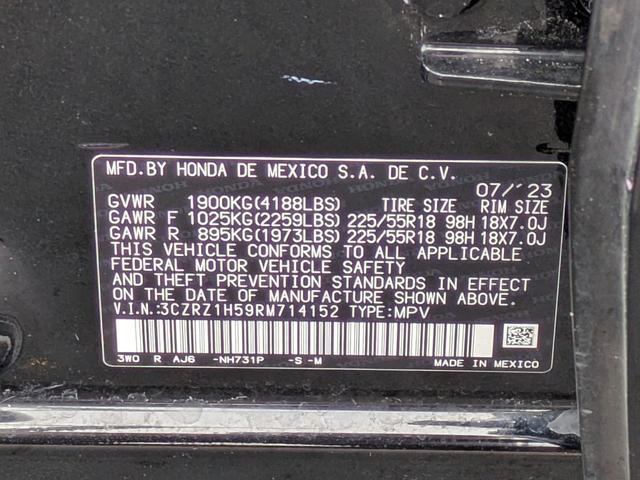 MFD.BY HONDA DE MEXICO S.A. DE C.V.
07/'23
GVWR 1900KG(4188LBS) TIRE SIZE RIM SIZE
GAWR F 1025KG(2259LBS) 225/55R18 98H 18X7.0J
GAWR R 895KG(1973LBS) 225/55R18 98H 18X7.0J
THIS VEHICLE CONFORMS TO ALL APPLICABLE
FEDERAL MOTOR VEHICLE SAFETY
AND THEFT PREVENTION STANDARDS IN EFFECT
ON THE DATE OF MANUFACTURE SHOWN ABOVE.
V.I.N.:3CZRZ1H59RM714152 TYPE:MPV
3W0 R AJ6 -NH731P -S -M MADE IN MEXICO